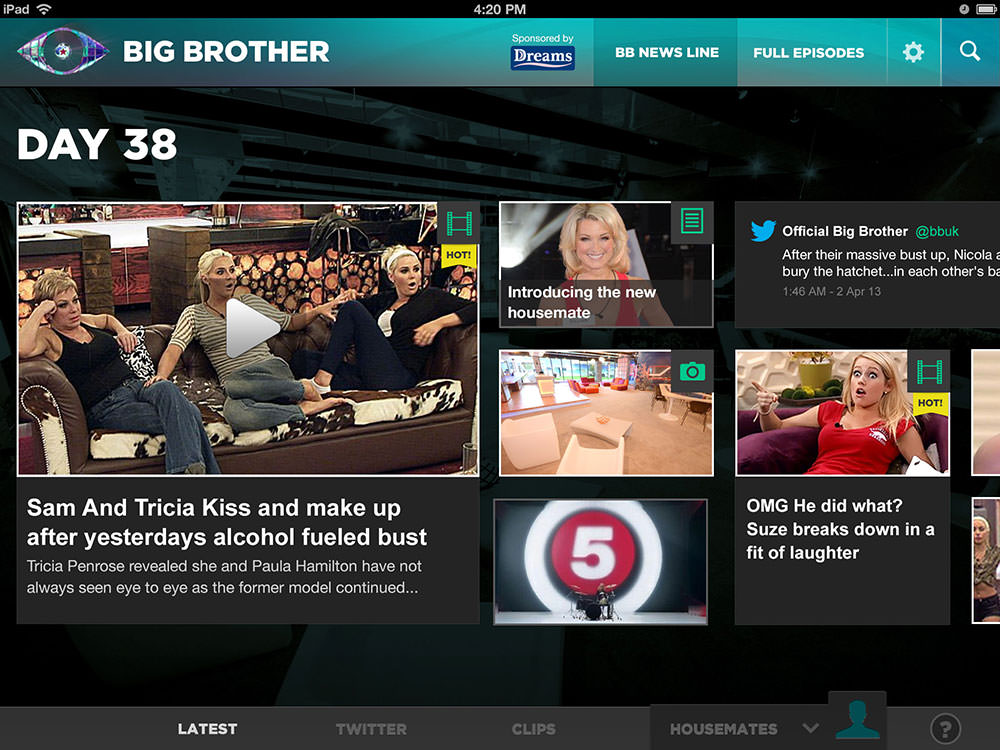 iPad
4:20 PM
BIG BROTHER
Sponsored by
Dreams
BB NEWS LINE
FULL EPISODES
DAY 38
HOT!
Sam And Tricia Kiss and make up
after yesterdays alcohol fueled bust
Tricia Penrose revealed she and Paula Hamilton have not
always seen eye to eye as the former model continued...
Introducing the new
housemate
5
Official Big Brother @bbuk
After their massive bust up, Nicola a
bury the hatchet...in each other's ba
1:46 AM - 2 Apr 13
HOT!
OMG He did what?
Suze breaks down in a
fit of laughter
LATEST
TWITTER
CLIPS
HOUSEMATES
?